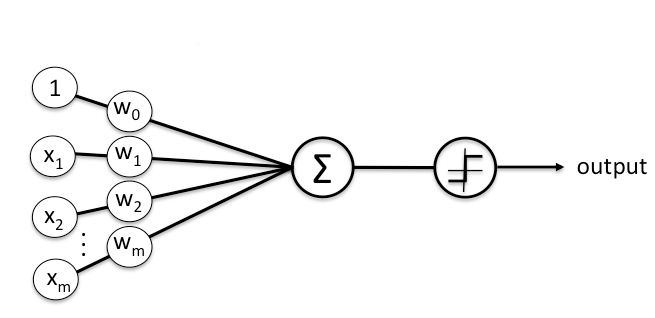 1
w₀
x₁
w₁
x₂
w₂
⋮
wₘ
xₘ
Σ
output